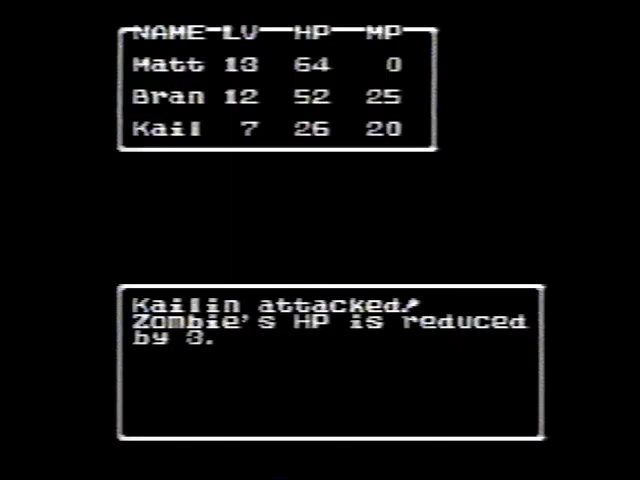 NAME LV HP MP
Matt 13 64 0
Bran 12 52 25
Kail 7 26 20
Kailin attacked!
Zombie's HP is reduced
by 3.